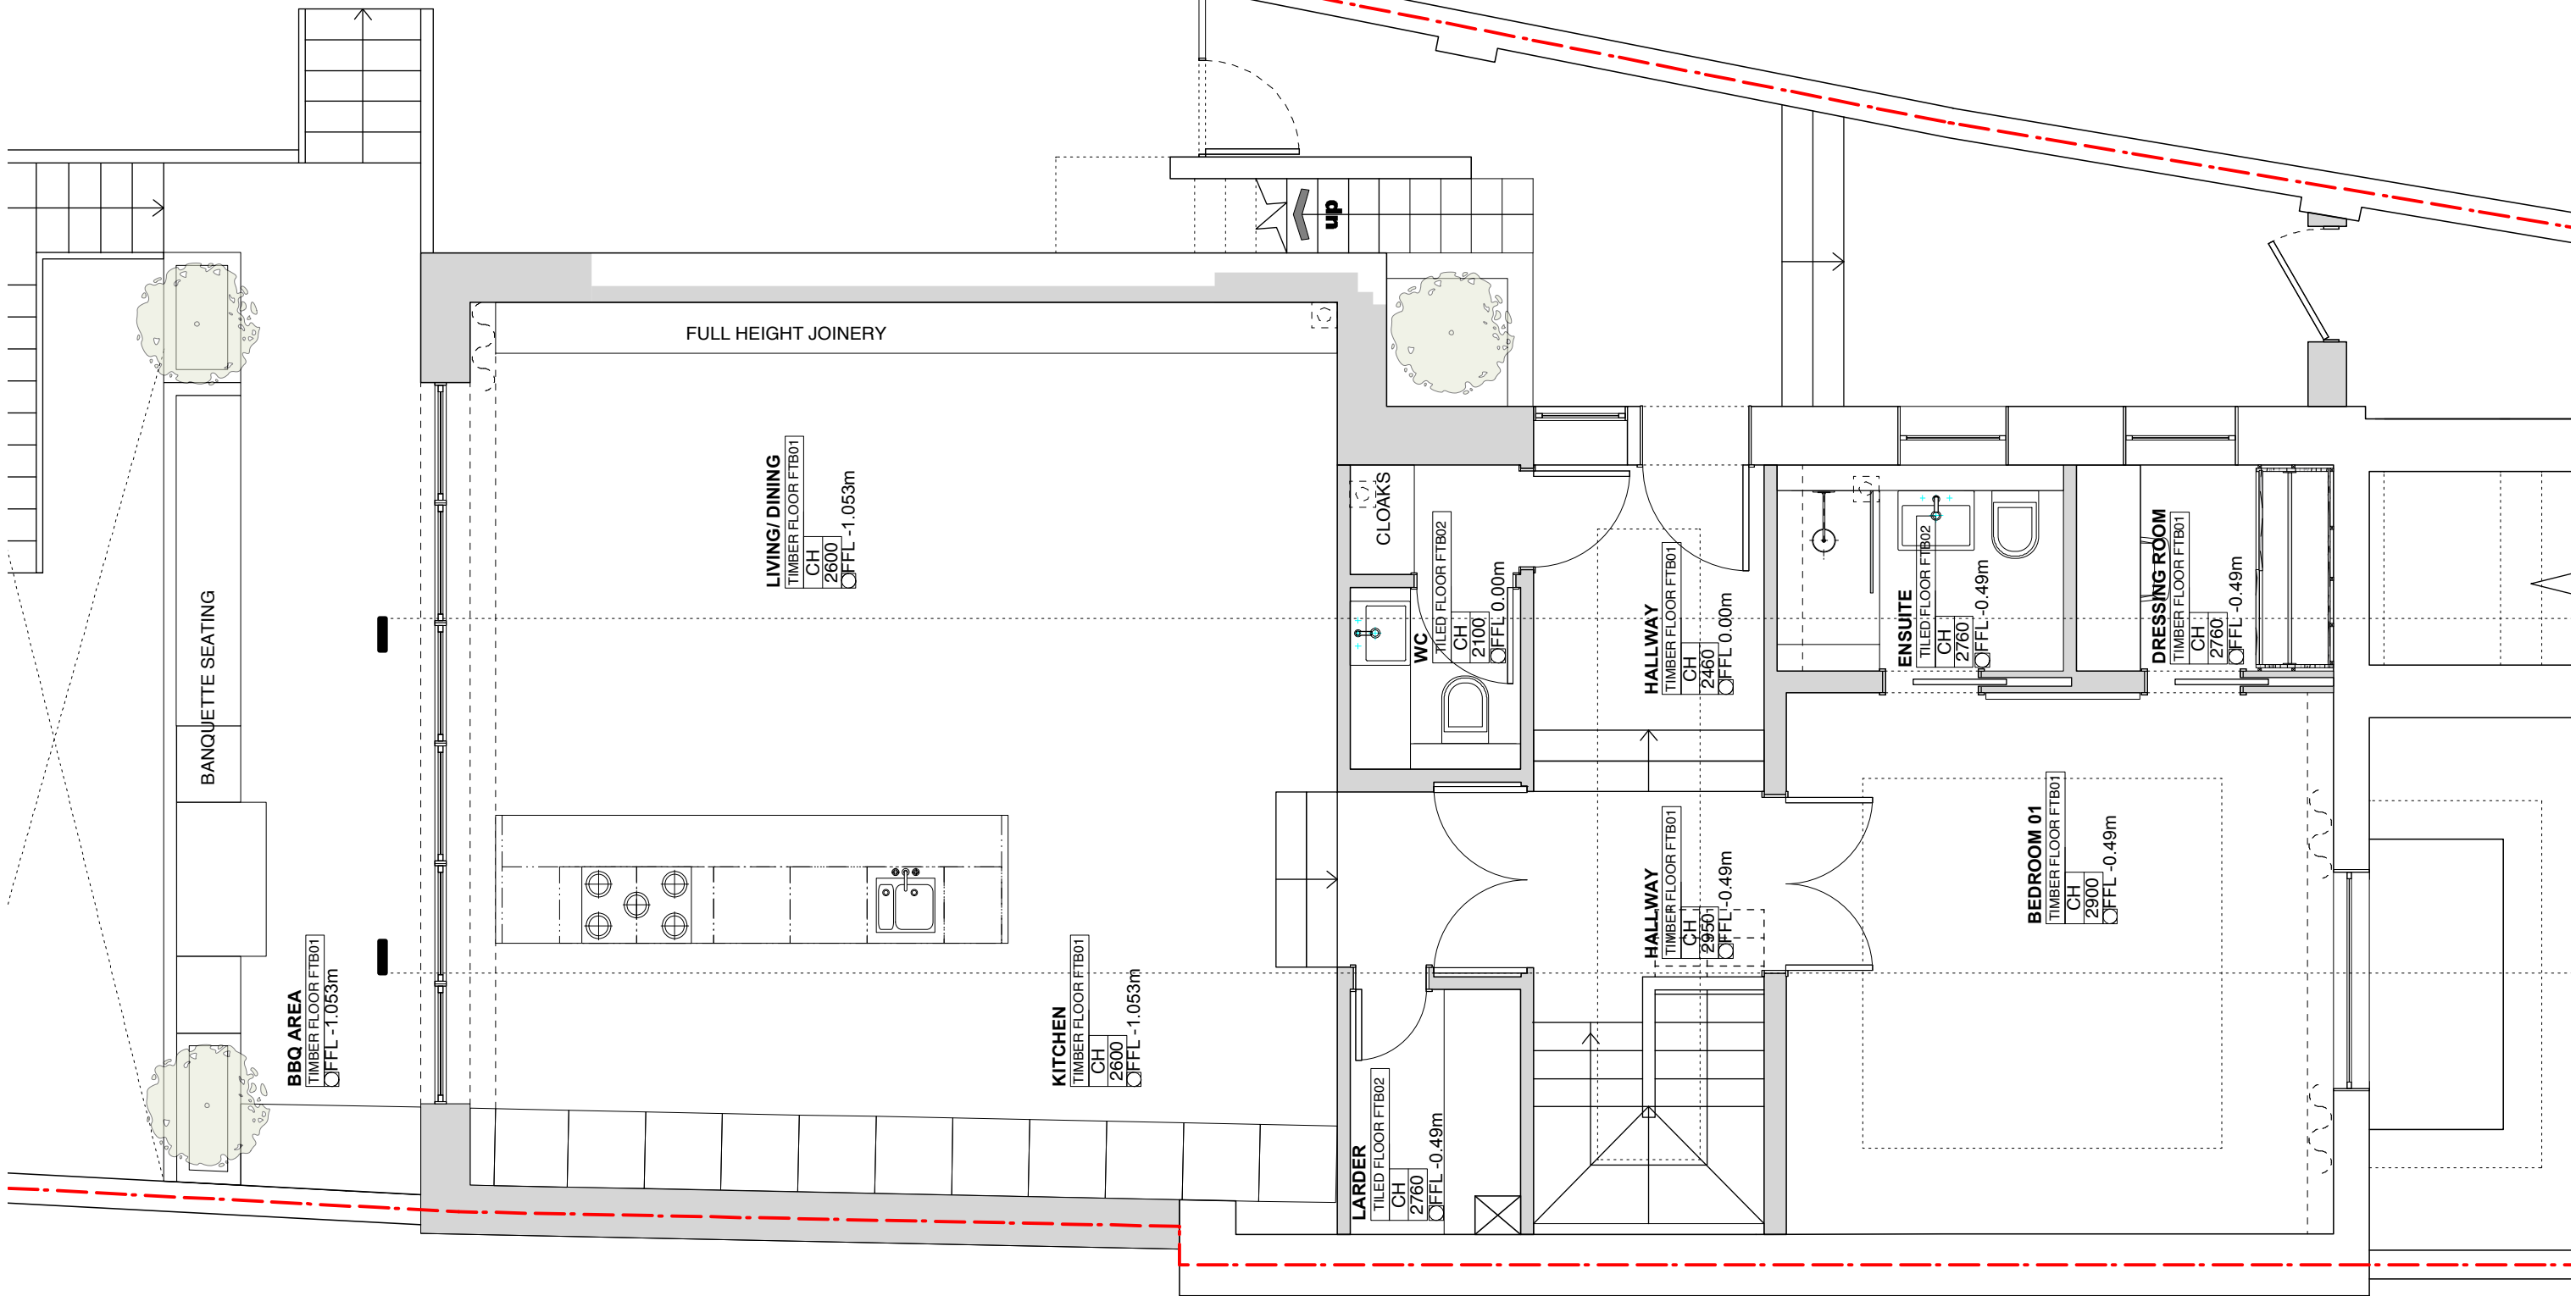 up
FULL HEIGHT JOINERY
BANQUETTE SEATING
BBQ AREA
TIMBER FLOOR FTB01
FFL -1.053m
LIVING/ DINING
TIMBER FLOOR FTB01
CH
2600
FFL -1.053m
KITCHEN
TIMBER FLOOR FTB01
CH
2600
FFL -1.053m
CLOAKS
WC
TILED FLOOR FTB02
CH
2100
FFL 0.00m
LARDER
TILED FLOOR FTB02
CH
2760
FFL -0.49m
HALLWAY
TIMBER FLOOR FTB01
CH
2460
FFL 0.00m
HALLWAY
TIMBER FLOOR FTB01
CH
2950
FFL -0.49m
ENSUITE
TILED FLOOR FTB02
CH
2760
FFL -0.49m
DRESSING ROOM
TIMBER FLOOR FTB01
CH
2760
FFL -0.49m
BEDROOM 01
TIMBER FLOOR FTB01
CH
2900
FFL -0.49m